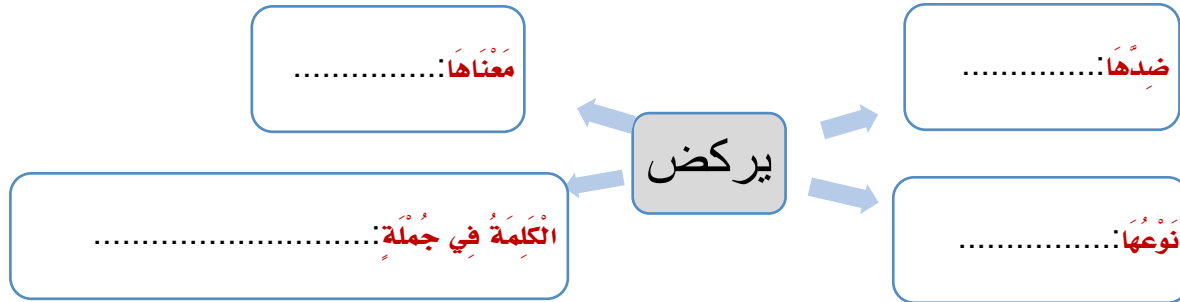 ضِدَّهَا:..............
مَعْنَاهَا:...............
يركض
نَوْعُهَا:................
الْكَلِمَةُ فِي جُمْلَةٍ:.............................